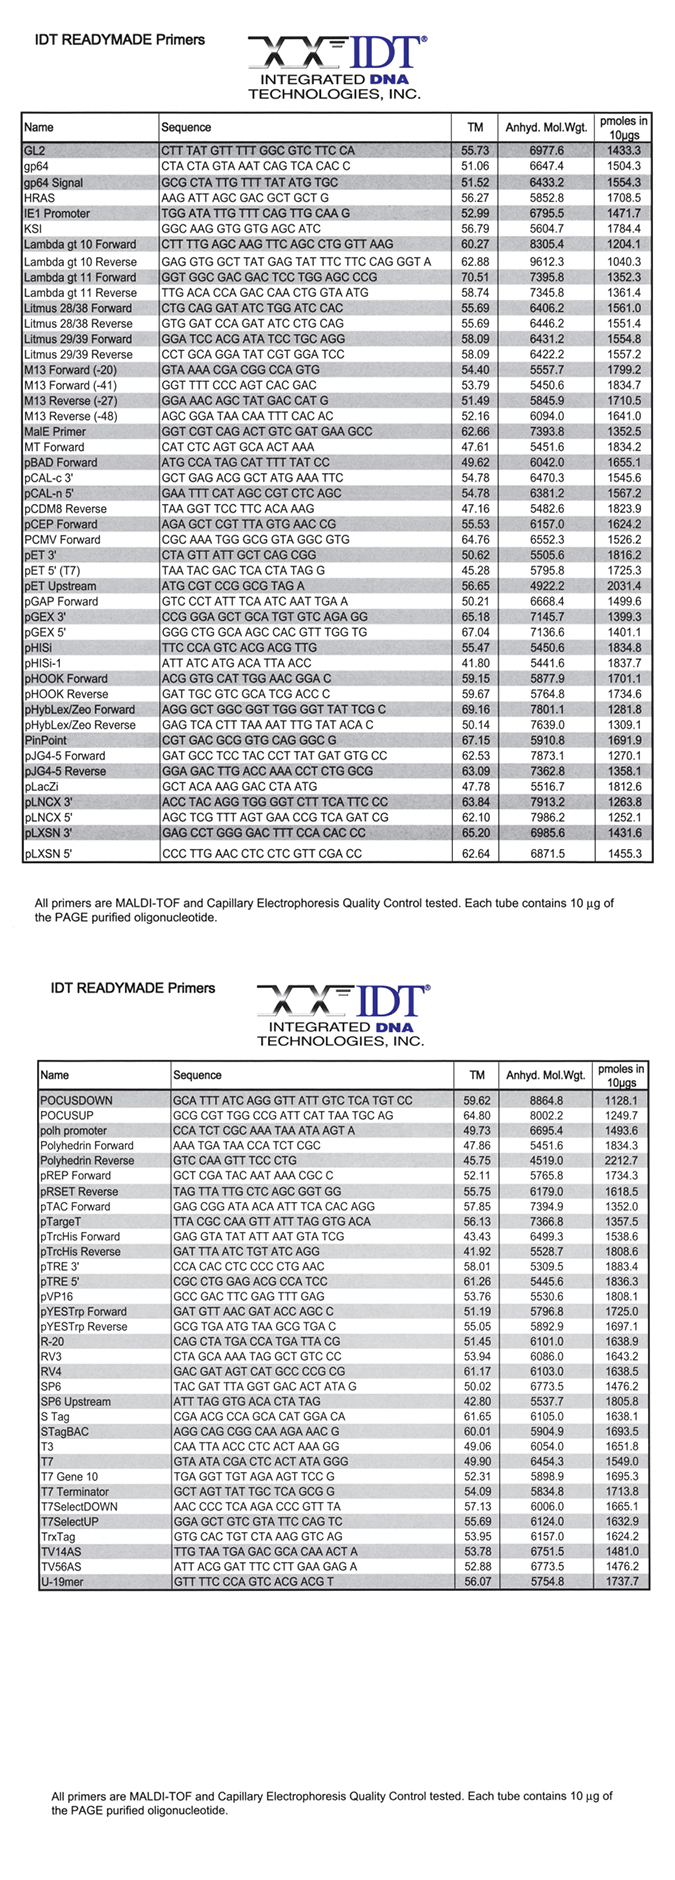 IDT READYMADE Primers
IDT®
INTEGRATED DNA
TECHNOLOGIES, INC.
Name Sequence TM Anhyd. Mol.Wgt. pmoles in 10µgs
GL2 CTT TAT GTT TTT GGC GTC TTC CA 55.73 6977.6 1433.3
gp64 CTA CTA GTA AAT CAG TCA CAC C 51.06 6647.4 1504.3
gp64 Signal GCG CTA TTG TTT TAT ATG TGC 51.52 6433.2 1554.3
HRAS AAG ATT AGC GAC GCT GCT G 56.27 5852.8 1708.5
IE1 Promoter TGG ATA TTG TTT CAG TTG CAA G 52.99 6795.5 1471.7
KSI GGC AAG GTG GTG AGC ATC 56.79 5604.7 1784.4
Lambda gt 10 Forward CTT TTG AGC AAG TTC AGC CTG GTT AAG 60.27 8305.4 1204.1
Lambda gt 10 Reverse GAG GTG GCT TAT GAG TAT TTC TTC CAG GGT A 62.88 9612.3 1040.3
Lambda gt 11 Forward GGT GGC GAC GAC TCC TGG AGC CCG 70.51 7395.8 1352.3
Lambda gt 11 Reverse TTG ACA CCA GAC CAA CTG GTA ATG 58.74 7345.8 1361.4
Litmus 28/38 Forward CTG CAG GAT ATC TGG ATC CAC 55.69 6406.2 1561.0
Litmus 28/38 Reverse GTG GAT CCA GAT ATC CTG CAG 55.69 6446.2 1551.4
Litmus 29/39 Forward GGA TCC ACG ATA TCC TGC AGG 58.09 6431.2 1554.8
Litmus 29/39 Reverse CCT GCA GGA TAT CGT GGA TCC 58.09 6422.2 1557.2
M13 Forward (-20) GTA AAA CGA CGG CCA GTG 54.40 5557.7 1799.2
M13 Forward (-41) GGT TTT CCC AGT CAC GAC 53.79 5450.6 1834.7
M13 Reverse (-27) GGA AAC AGC TAT GAC CAT G 51.49 5845.9 1710.5
M13 Reverse (-48) AGC GGA TAA CAA TTT CAC AC 52.16 6094.0 1641.0
MalE Primer GGT CGT CAG ACT GTC GAT GAA GCC 62.66 7393.8 1352.5
MT Forward CAT CTC AGT GCA ACT AAA 47.61 5451.6 1834.2
pBAD Forward ATG CCA TAG CAT TTT TAT CC 49.62 6042.0 1655.1
pCAL-c 3' GCT GAG ACG GCT ATG AAA TTC 54.78 6470.3 1545.6
pCAL-n 5' GAA TTT CAT AGC CGT CTC AGC 54.78 6381.2 1567.2
pCDM8 Reverse TAA GGT TCC TTC ACA AAG 47.16 5482.6 1823.9
pCEP Forward AGA GCT CGT TTA GTG AAC CG 55.53 6157.0 1624.2
PCMV Forward CGC AAA TGG GCG GTA GGC GTG 64.76 6552.3 1526.2
pET 3' CTA GTT ATT GCT CAG CGG 50.62 5505.6 1816.2
pET 5' (T7) TAA TAC GAC TCA CTA TAG G 45.28 5795.8 1725.3
pET Upstream ATG CGT CCG GCG TAG A 56.65 4922.2 2031.4
pGAP Forward GTC CCT ATT TCA ATC AAT TGA A 50.21 6668.4 1499.6
pGEX 3' CCG GGA GCT GCA TGT GTC AGA GG 65.18 7145.7 1399.3
pGEX 5' GGG CTG GCA AGC CAC GTT TGG TG 67.04 7136.6 1401.1
pHISi TTC CCA GTC ACG ACG TTG 55.47 5450.6 1834.8
pHISi-1 ATT ATC ATG ACA TTA ACC 41.80 5441.6 1837.7
pHOOK Forward ACG GTG CAT TGG AAC GGA C 59.15 5877.9 1701.1
pHOOK Reverse GAT TGC GTC GCA TCG ACC C 59.67 5764.8 1734.6
pHybLex/Zeo Forward AGG GCT GGC GGT TGG GGT TAT TCG C 69.16 7801.1 1281.8
pHybLex/Zeo Reverse GAG TCA CTT TAA AAT TTG TAT ACA C 50.14 7639.0 1309.1
PinPoint CGT GAC GCG GTG CAG GGC G 67.15 5910.8 1691.9
pJG4-5 Forward GAT GCC TCC TAC CCT TAT GAT GTG CC 62.53 7873.1 1270.1
pJG4-5 Reverse GGA GAC TTG ACC AAA CCT CTG GCG 63.09 7362.8 1358.1
pLacZi GCT ACA AAG GAC CTA ATG 47.78 5516.7 1812.6
pLNCX 3' ACC TAC AGG TGG GGT CTT TCA TTC CC 63.84 7913.2 1263.8
pLNCX 5' AGC TCG TTT AGT GAA CCG TCA GAT CG 62.10 7986.2 1252.1
pLXSN 3' GAG CCT GGG GAC TTT CCA CAC CC 65.20 6985.6 1431.6
pLXSN 5' CCC TTG AAC CTC CTC GTT CGA CC 62.64 6871.5 1455.3
All primers are MALDI-TOF and Capillary Electrophoresis Quality Control tested. Each tube contains 10 µg of
the PAGE purified oligonucleotide.
IDT READYMADE Primers
IDT®
INTEGRATED DNA
TECHNOLOGIES, INC.
Name Sequence TM Anhyd. Mol.Wgt. pmoles in 10µgs
POCUSDOWN GCA TTT ATC AGG GTT ATT GTC TCA TGT CC 59.62 8864.8 1128.1
POCUSUP GCG CGT TGG CCG ATT CAT TAA TGC AG 64.80 8002.2 1249.7
polh promoter CCA TCT CGC AAA TAA ATA AGT A 49.73 6695.4 1493.6
Polyhedrin Forward AAA TGA TAA CCA TCT CGC 47.86 5451.6 1834.3
Polyhedrin Reverse GTC CAA GTT TCC CTG 45.75 4519.0 2212.7
pREP Forward GCT CGA TAC AAT AAA CGC C 52.11 5765.8 1734.3
pRSET Reverse TAG TTA TTG CTC AGC GGT GG 55.75 6179.0 1618.5
pTAC Forward GAG CGG ATA ACA ATT TCA CAC AGG 57.85 7394.9 1352.0
pTargeT TTA CGC CAA GTT ATT TAG GTG ACA 56.13 7366.8 1357.5
pTrcHis Forward GAG GTA TAT ATT AAT GTA TCG 43.43 6499.3 1538.6
pTrcHis Reverse GAT TTA ATC TGT ATC AGG 41.92 5528.7 1808.6
pTRE 3' CCA CAC CTC CCC CTG AAC 58.01 5309.5 1883.4
pTRE 5' CGC CTG GAG ACG CCA TCC 61.26 5445.6 1836.3
pVP16 GCC GAC TTC GAG TTT GAG 53.76 5530.6 1808.1
pYESTrp Forward GAT GTT AAC GAT ACC AGC C 51.19 5796.8 1725.0
pYESTrp Reverse GCG TGA ATG TAA GCG TGA C 55.05 5892.9 1697.1
R-20 CAG CTA TGA CCA TGA TTA CG 51.45 6101.0 1638.9
RV3 CTA GCA AAA TAG GCT GTC CC 53.94 6086.0 1643.2
RV4 GAC GAT AGT CAT GCC CCG CG 61.17 6103.0 1638.5
SP6 TAC GAT TTA GGT GAC ACT ATA G 50.02 6773.5 1476.2
SP6 Upstream ATT TAG GTG ACA CTA TAG 42.80 5537.7 1805.8
S Tag CGA ACG CCA GCA CAT GGA CA 61.65 6105.0 1638.1
STagBAC AGG CAG CGG CAA AGA AAC G 60.01 5904.9 1693.5
T3 CAA TTA ACC CTC ACT AAA GG 49.06 6054.0 1651.8
T7 GTA ATA CGA CTC ACT ATA GGG 49.90 6454.3 1549.0
T7 Gene 10 TGA GGT TGT AGA AGT TCC G 52.31 5898.9 1695.3
T7 Terminator GCT AGT TAT TGC TCA GCG G 54.09 5834.8 1713.8
T7SelectDOWN AAC CCC TCA AGA CCC GTT TA 57.13 6006.0 1665.1
T7SelectUP GGA GCT GTC GTA TTC CAG TC 55.69 6124.0 1632.9
TrxTag GTG CAC TGT CTA AAG GTC AG 53.95 6157.0 1624.2
TV14AS TTG TAA TGA GAC GCA CAA ACT A 53.78 6751.5 1481.0
TV56AS ATT ACG GAT TTC CTT GAA GAG A 52.88 6773.5 1476.2
U-19mer GTT TTC CCA GTC ACG ACG T 56.07 5754.8 1737.7
All primers are MALDI-TOF and Capillary Electrophoresis Quality Control tested. Each tube contains 10 µg of
the PAGE purified oligonucleotide.